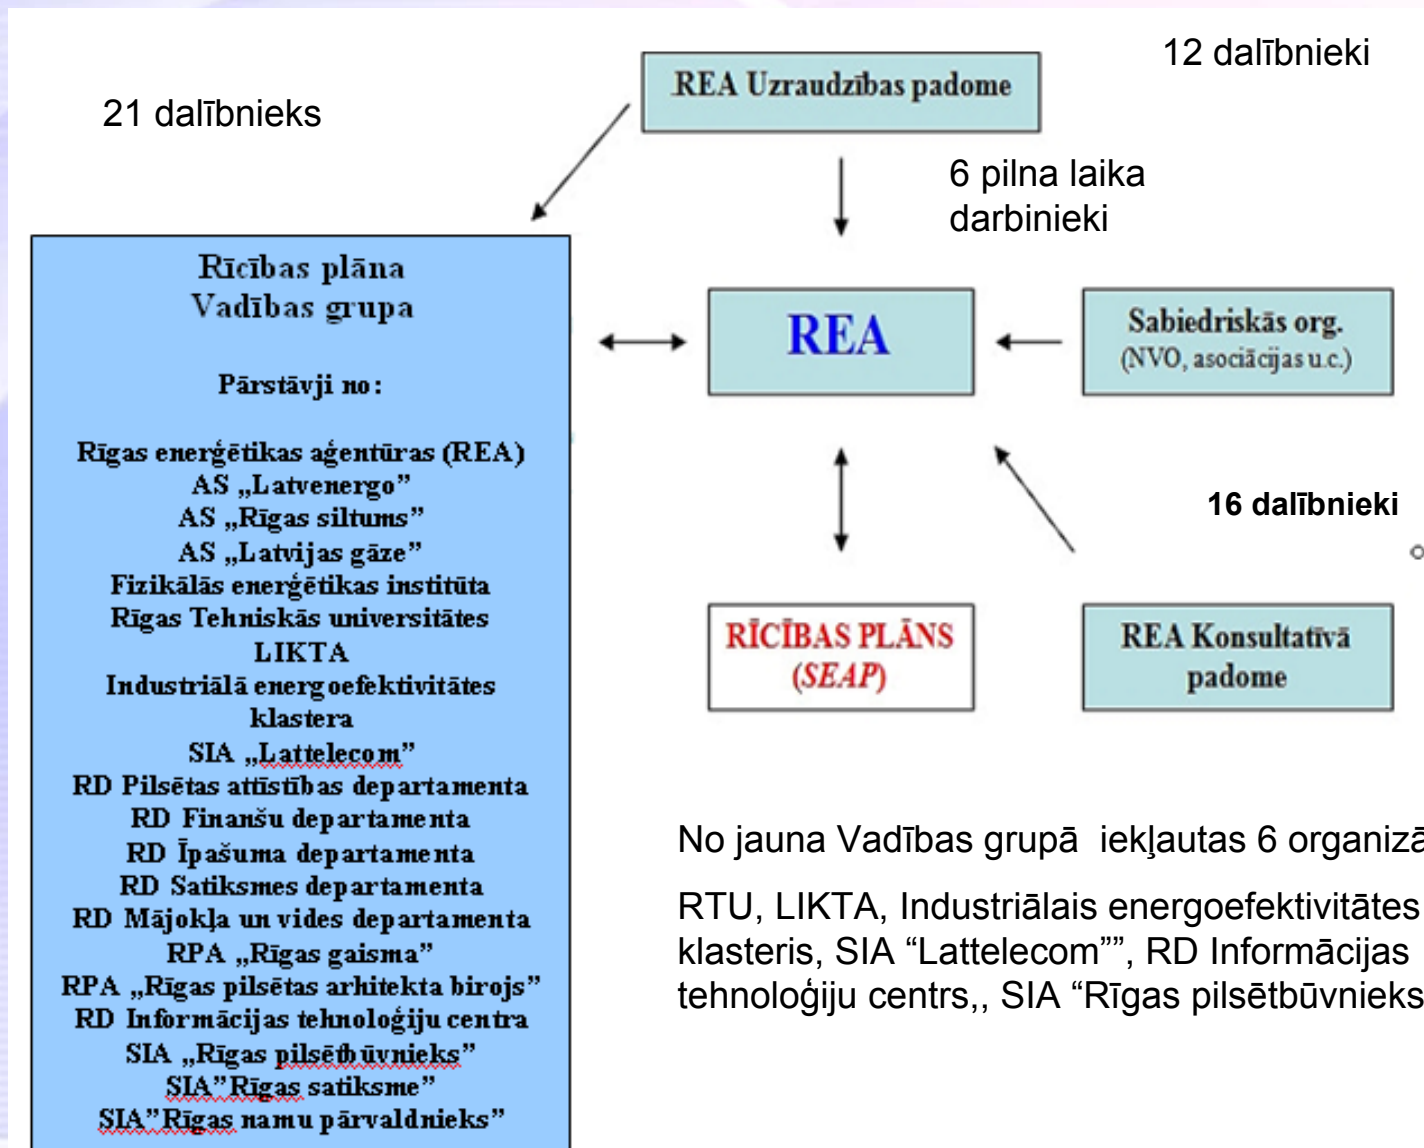 12 dalībnieki
REA Uzraudzības padome
21 dalībnieks
6 pilna laika
darbinieki
Rīcības plāna
Vadības grupa
Pārstāvji no:
Rīgas enerģētikas aģentūras (REA)
AS „Latvenergo”
AS „Rīgas siltums”
AS „Latvijas gāze”
Fizikālās enerģētikas institūta
Rīgas Tehniskās universitātes
LIKTA
Industriālā energoefektivitātes
klastera
SIA „Lattelecom”
RD Pilsētas attīstības departamenta
RD Finanšu departamenta
RD Īpašuma departamenta
RD Satiksmes departamenta
RD Mājokļa un vides departamenta
RPA „Rīgas gaisma”
RPA „Rīgas pilsētas arhitekta birojs”
RD Informācijas tehnoloģiju centra
SIA „Rīgas pilsētbūvnieks”
SIA”Rīgas satiksme”
SIA”Rīgas namu pārvaldnieks”
REA
Sabiedriskās org.
(NVO, asociācijas u.c.)
16 dalībnieki
RĪCĪBAS PLĀNS
(SEAP)
REA Konsultatīvā
padome
No jauna Vadības grupā iekļautas 6 organizā
RTU, LIKTA, Industriālais energoefektivitātes
klasteris, SIA “Lattelecom””, RD Informācijas
tehnoloģiju centrs,, SIA “Rīgas pilsētbūvnieks